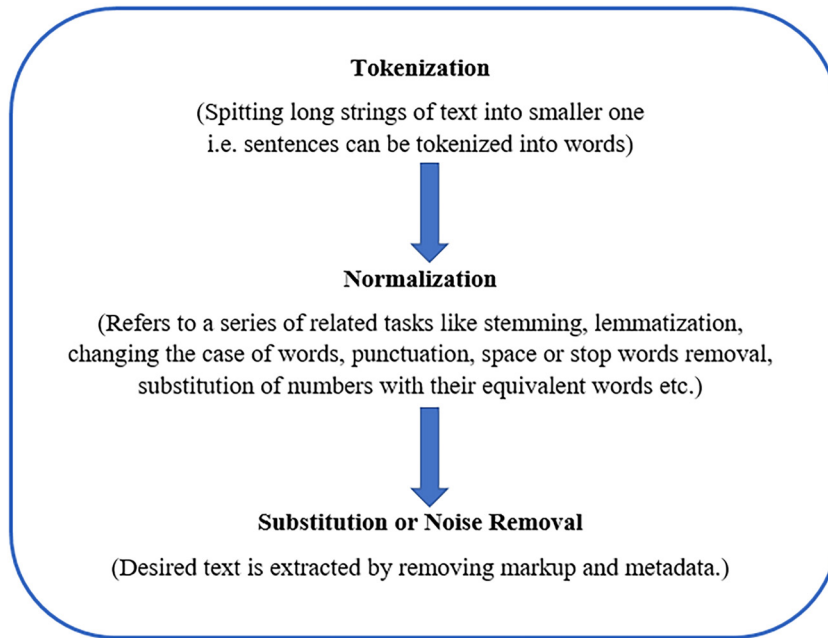 Tokenization
(Spitting long strings of text into smaller one
i.e. sentences can be tokenized into words)
Normalization
(Refers to a series of related tasks like stemming, lemmatization,
changing the case of words, punctuation, space or stop words removal,
substitution of numbers with their equivalent words etc.)
Substitution or Noise Removal
(Desired text is extracted by removing markup and metadata.)